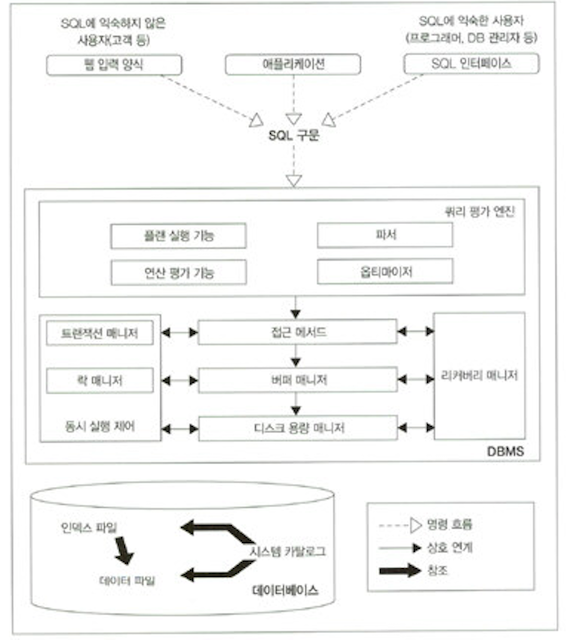 SQL에 익숙하지 않은
사용자(고객 등)
SQL에 익숙한 사용자
(프로그래머, DB 관리자 등)
웹 입력 양식
애플리케이션
SQL 인터페이스
SQL 구문
쿼리 평가 엔진
플랜 실행 기능
파서
연산 평가 기능
옵티마이저
트랜잭션 매니저
접근 메서드
리커버리 매니저
락 매니저
버퍼 매니저
동시 실행 제어
디스크 용량 매니저
DBMS
인덱스 파일
시스템 카탈로그
데이터 파일
데이터베이스
명령 흐름
상호 연계
참조